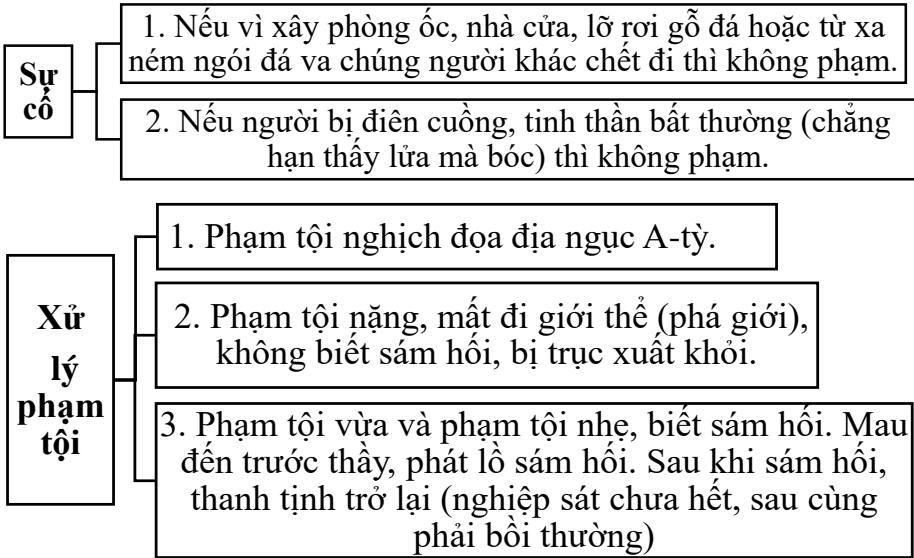 Sự
cố
1. Nếu vì xây phòng ốc, nhà cửa, lỡ rơi gỗ đá hoặc từ xa
ném ngói đá va chúng người khác chết đi thì không phạm.
2. Nếu người bị điên cuồng, tinh thần bất thường (chẳng
hạn thấy lửa mà bóc) thì không phạm.
Xử
lý
phạm
tội
1. Phạm tội nghịch đọa địa ngục A-tỳ.
2. Phạm tội nặng, mất đi giới thể (phá giới),
không biết sám hối, bị trục xuất khỏi.
3. Phạm tội vừa và phạm tội nhẹ, biết sám hối. Mau
đến trước thầy, phát lồ sám hối. Sau khi sám hối,
thanh tịnh trở lại (nghiệp sát chưa hết, sau cùng
phải bồi thường)